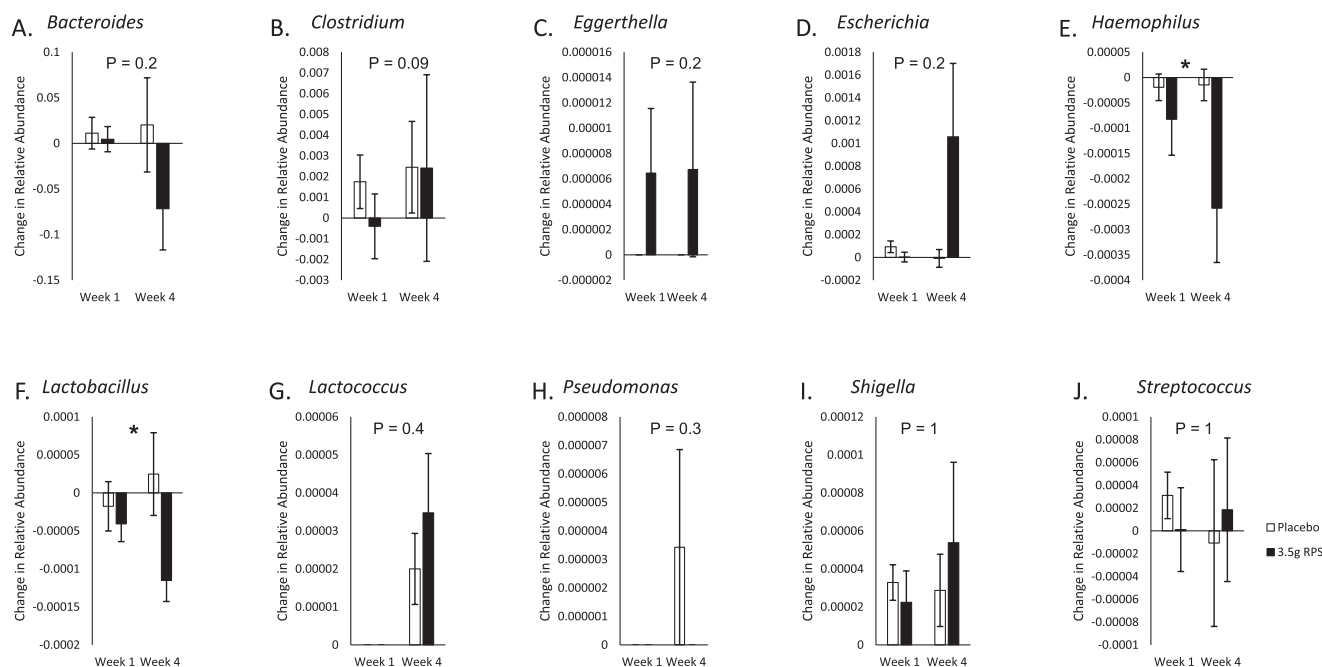 A. Bacteroides
Change in Relative Abundance
0.1
0.05
0
-0.05
-0.1
-0.15
P = 0.2
Week 1 Week 4
B. Clostridium
Change in Relative Abundance
0.008
0.007
0.006
0.005
0.004
0.003
0.002
0.001
0
-0.001
-0.002
-0.003
P = 0.09
Week 1 Week 4
C. Eggerthella
Change in Relative Abundance
0.000016
0.000014
0.000012
0.00001
0.000008
0.000006
0.000004
0.000002
0
-0.000002
P = 0.2
Week 1 Week 4
D. Escherichia
Change in Relative Abundance
0.0018
0.0016
0.0014
0.0012
0.001
0.0008
0.0006
0.0004
0.0002
0
-0.0002
P = 0.2
Week 1 Week 4
E. Haemophilus
Change in Relative Abundance
0.00005
0
-0.00005
-0.0001
-0.00015
-0.0002
-0.00025
-0.0003
-0.00035
-0.0004
*
Week 1 Week 4
F. Lactobacillus
Change in Relative Abundance
0.0001
0.00005
0
-0.00005
-0.0001
-0.00015
-0.0002
*
Week 1 Week 4
G. Lactococcus
Change in Relative Abundance
0.00006
0.00005
0.00004
0.00003
0.00002
0.00001
0
P = 0.4
Week 1 Week 4
H. Pseudomonas
Change in Relative Abundance
0.000008
0.000007
0.000006
0.000005
0.000004
0.000003
0.000002
0.000001
0
P = 0.3
Week 1 Week 4
I. Shigella
Change in Relative Abundance
0.00012
0.0001
0.00008
0.00006
0.00004
0.00002
0
P = 1
Week 1 Week 4
J. Streptococcus
Change in Relative Abundance
0.0001
0.00008
0.00006
0.00004
0.00002
0
-0.00002
-0.00004
-0.00006
-0.00008
-0.0001
P = 1
Week 1 Week 4
Placebo
3.5g RPS